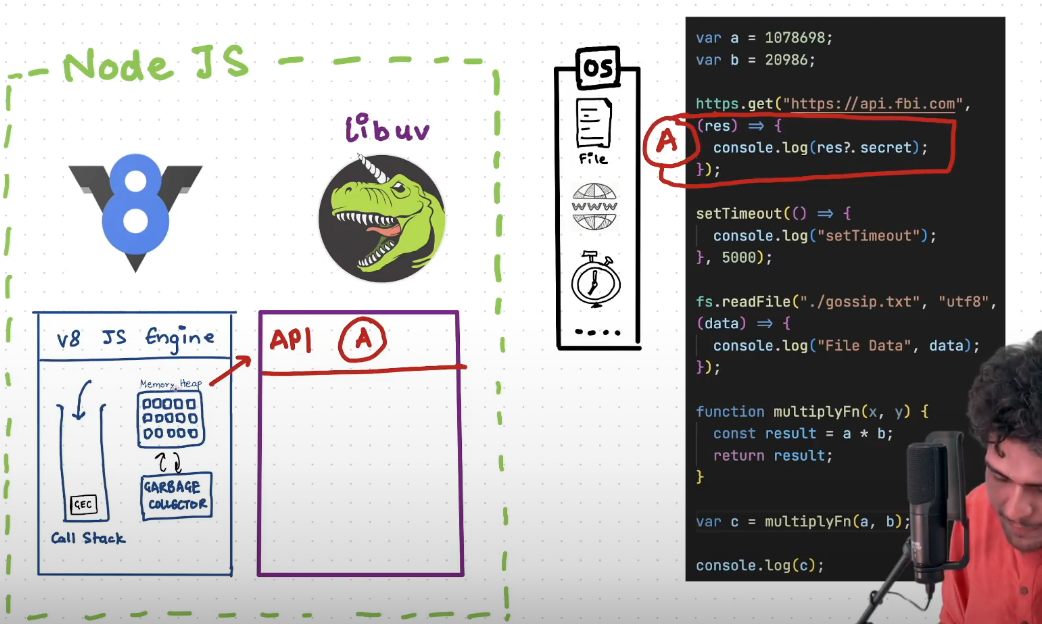 Node JS
libuv
8
V8 JS Engine
Memory Heap
GEC
GARBAGE
COLLECTOR
Call Stack
API A
OS
File
www
A
var a = 1078698;
var b = 20986;
https.get("https://api.fbi.com",
(res) => {
console.log(res?.secret);
});
setTimeout(() => {
console.log("setTimeout");
}, 5000);
fs.readFile("./gossip.txt", "utf8",
(data) => {
console.log("File Data", data);
});
function multiplyFn(x, y) {
const result = a * b;
return result;
}
var c = multiplyFn(a, b);
console.log(c);